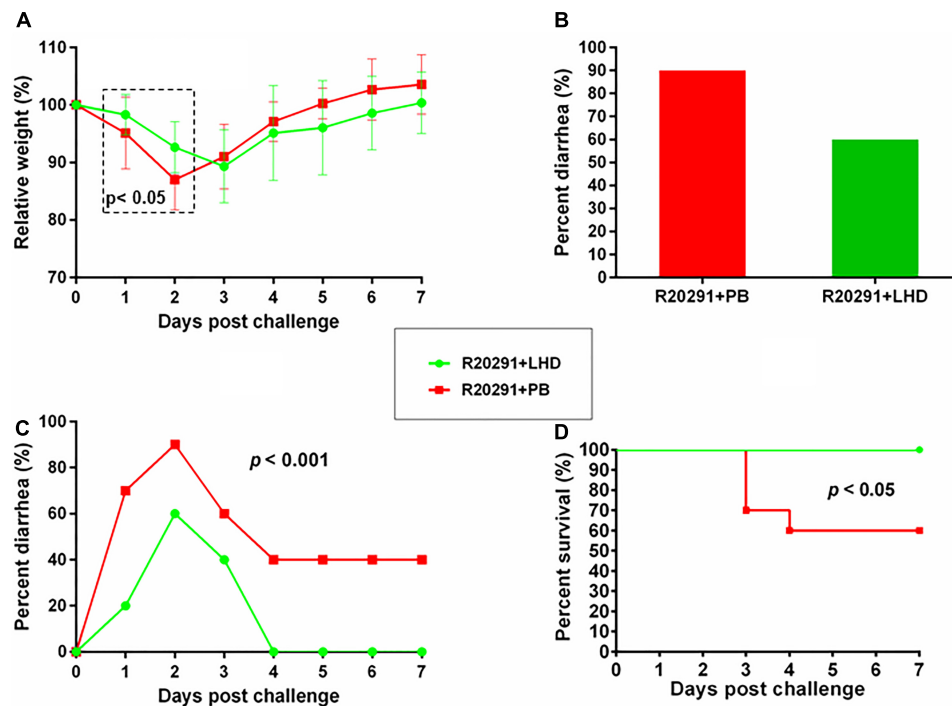 A
Relative weight (%)
110
100
90
80
70
p< 0.05
0 1 2 3 4 5 6 7
Days post challenge
B
Percent diarrhea (%)
100
90
80
70
60
50
40
30
20
10
0
R20291+PB R20291+LHD
R20291+LHD
R20291+PB
C
Percent diarrhea (%)
100
80
60
40
20
0
p < 0.001
0 1 2 3 4 5 6 7
Days post challenge
D
Percent survival (%)
100
90
80
70
60
50
40
30
20
10
0
p < 0.05
0 1 2 3 4 5 6 7
Days post challenge